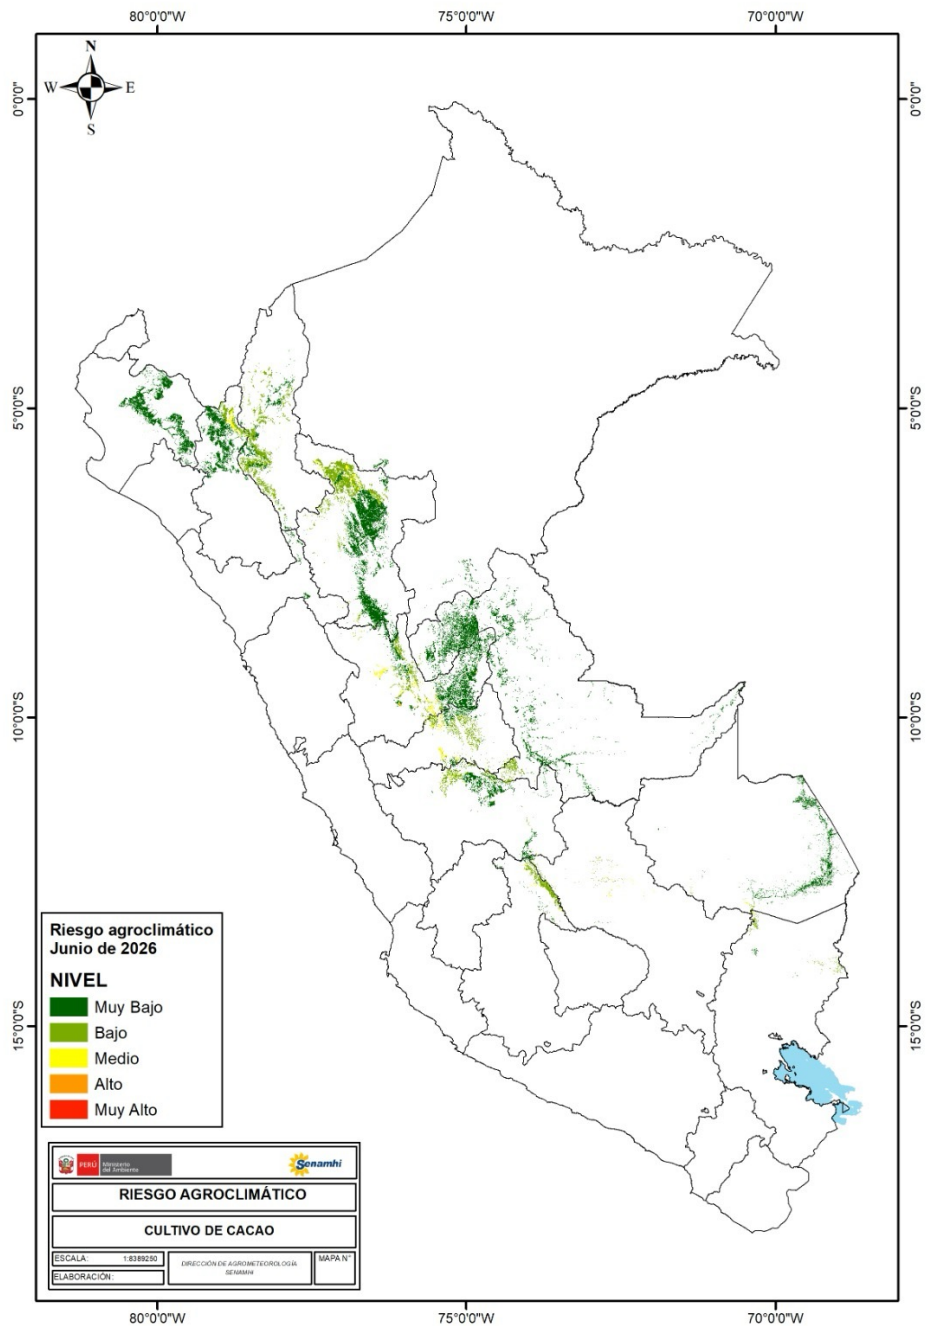 80°0'0"W
75°0'0"W
70°0'0"W
N
W
E
S
0°0'0"
0°0'0"
5°0'0"S
5°0'0"S
10°0'0"S
10°0'0"S
15°0'0"S
15°0'0"S
Riesgo agroclimático
Junio de 2026
NIVEL
Muy Bajo
Bajo
Medio
Alto
Muy Alto
PERÚ
Ministerio
del Ambiente
Senamhi
RIESGO AGROCLIMÁTICO
CULTIVO DE CACAO
ESCALA: 1:8389250
DIRECCIÓN DE AGROMETEOROLOGÍA
SENAMHI
MAPA N°
ELABORACIÓN:
80°0'0"W
75°0'0"W
70°0'0"W